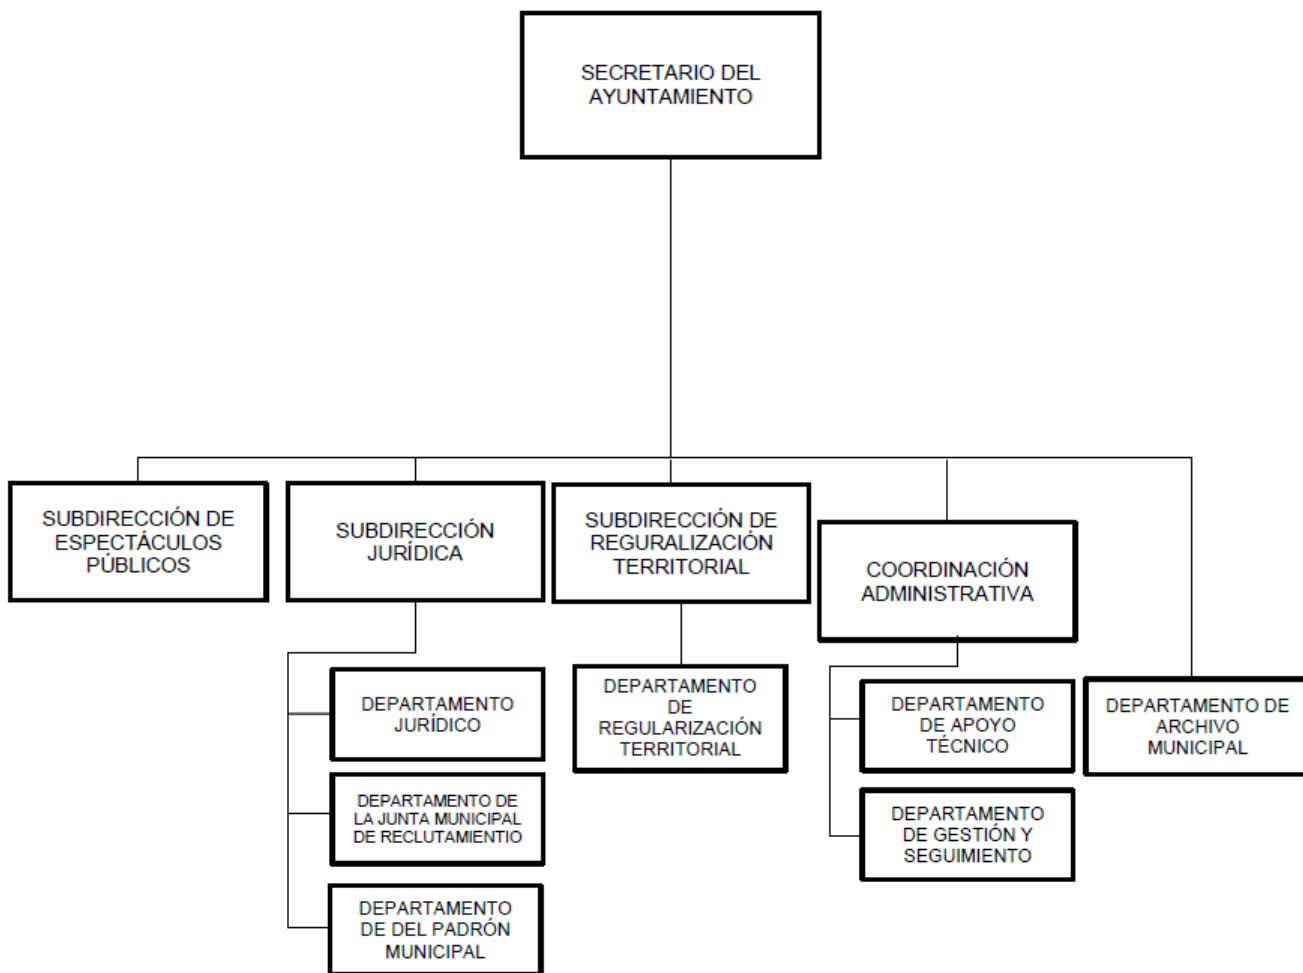 SECRETARIO DEL
AYUNTAMIENTO
SUBDIRECCIÓN DE
ESPECTÁCULOS
PÚBLICOS
SUBDIRECCIÓN
JURÍDICA
SUBDIRECCIÓN DE
REGURALIZACIÓN
TERRITORIAL
COORDINACIÓN
ADMINISTRATIVA
DEPARTAMENTO
JURÍDICO
DEPARTAMENTO DE
LA JUNTA MUNICIPAL
DE RECLUTAMIENTIO
DEPARTAMENTO
DE DEL PADRÓN
MUNICIPAL
DEPARTAMENTO
DE
REGULARIZACIÓN
TERRITORIAL
DEPARTAMENTO
DE APOYO
TÉCNICO
DEPARTAMENTO
DE GESTIÓN Y
SEGUIMIENTO
DEPARTAMENTO DE
ARCHIVO
MUNICIPAL